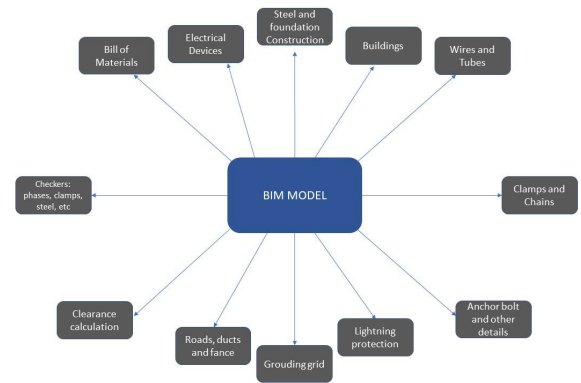 Steel and
foundation
Construction
Electrical
Devices
Buildings
Bill of
Materials
Wires and
Tubes
Checkers:
phases, clamps,
steel, etc
BIM MODEL
Clamps and
Chains
Clearance
calculation
Anchor bolt
and other
details
Roads, ducts
and fance
Lightning
protection
Grouding grid